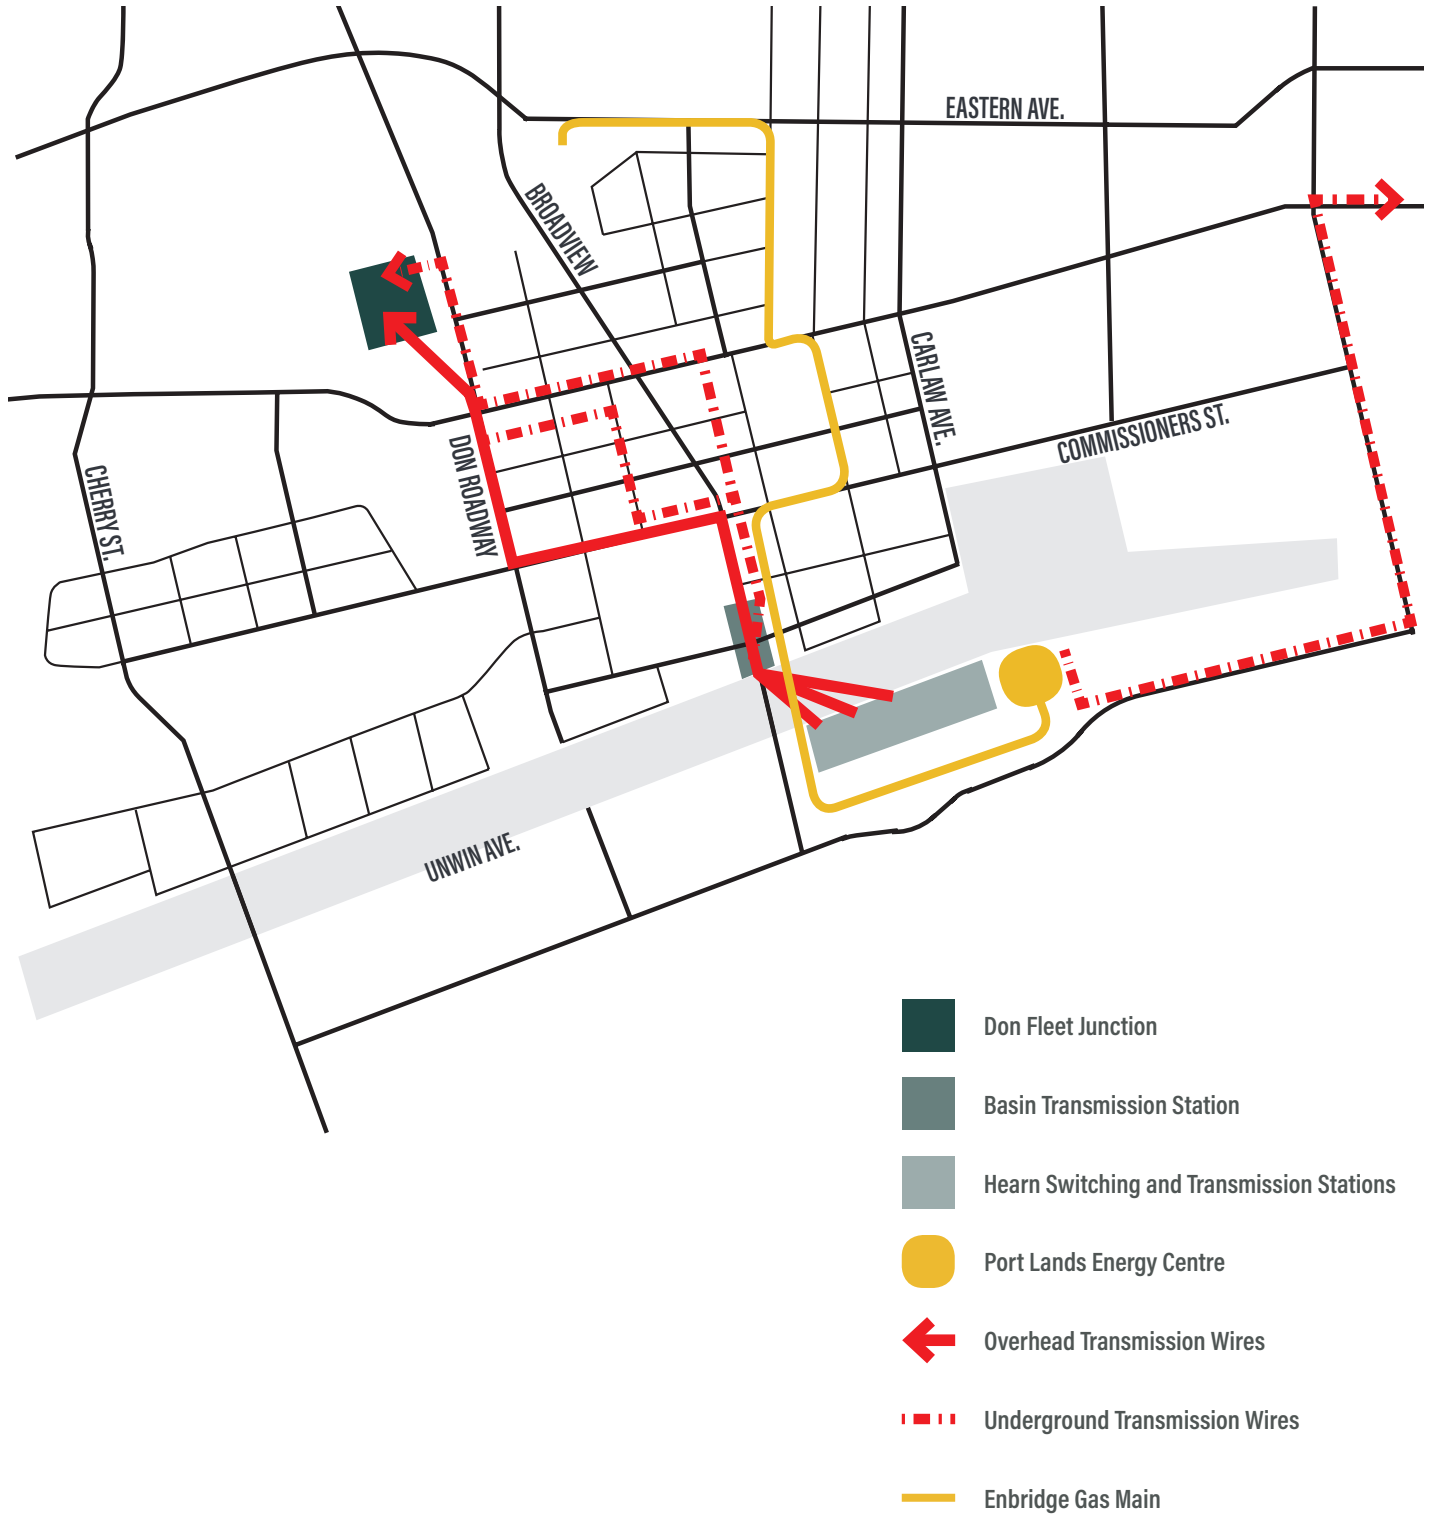 EASTERN AVE.
BROADVIEW
CARLAW AVE.
COMMISSIONERS ST.
DON ROADWAY
CHERRY ST.
UNWIN AVE.
Don Fleet Junction
Basin Transmission Station
Hearn Switching and Transmission Stations
Port Lands Energy Centre
Overhead Transmission Wires
Underground Transmission Wires
Enbridge Gas Main